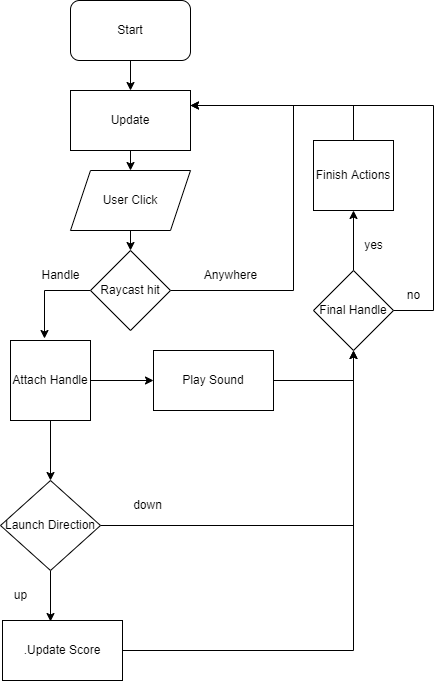 Start
Update
User Click
Raycast hit
Handle
Anywhere
Finish Actions
yes
Final Handle
no
Attach Handle
Play Sound
Launch Direction
down
up
.Update Score